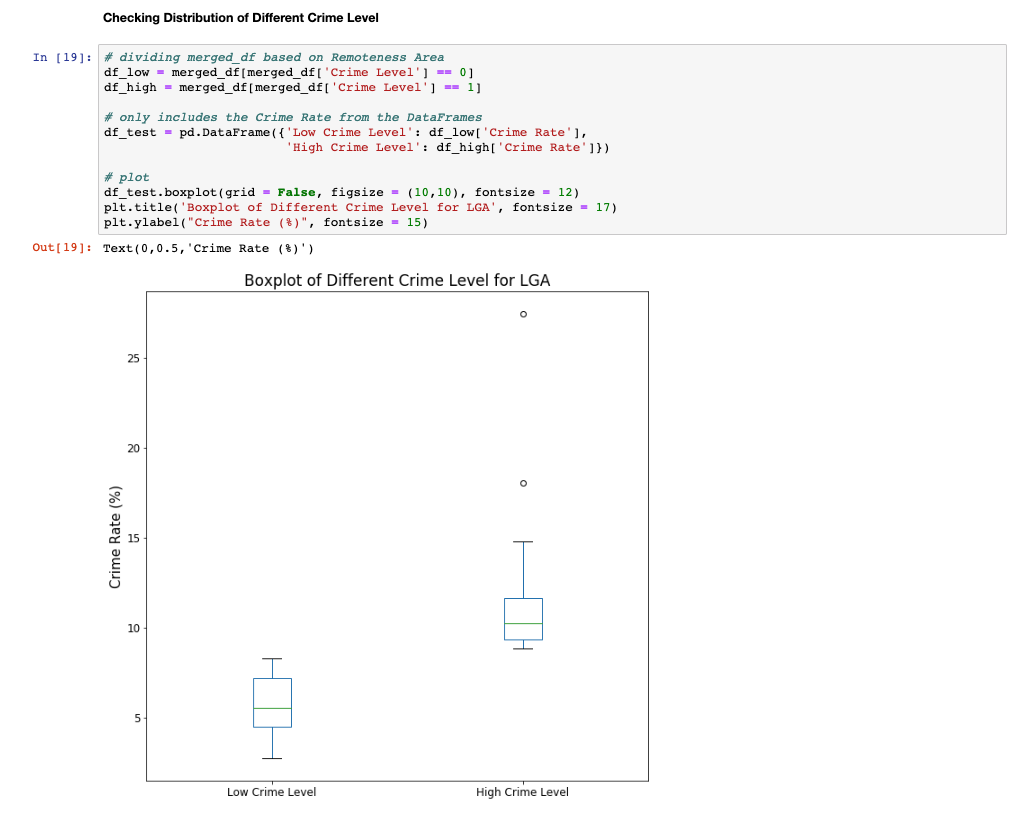 Checking Distribution of Different Crime Level
In [19]:
# dividing merged_df based on Remoteness Area
df_low = merged_df[merged_df['Crime Level'] == 0]
df_high = merged_df[merged_df['Crime Level'] == 1]
# only includes the Crime Rate from the DataFrames
df_test = pd.DataFrame({'Low Crime Level': df_low['Crime Rate'],
'High Crime Level': df_high['Crime Rate']})
# plot
df_test.boxplot(grid = False, figsize = (10,10), fontsize = 12)
plt.title('Boxplot of Different Crime Level for LGA', fontsize = 17)
plt.ylabel("Crime Rate (%)", fontsize = 15)
Out[19]: Text(0,0.5,'Crime Rate (%)')
Boxplot of Different Crime Level for LGA
25
20
15
10
5
Crime Rate (%)
Low Crime Level High Crime Level